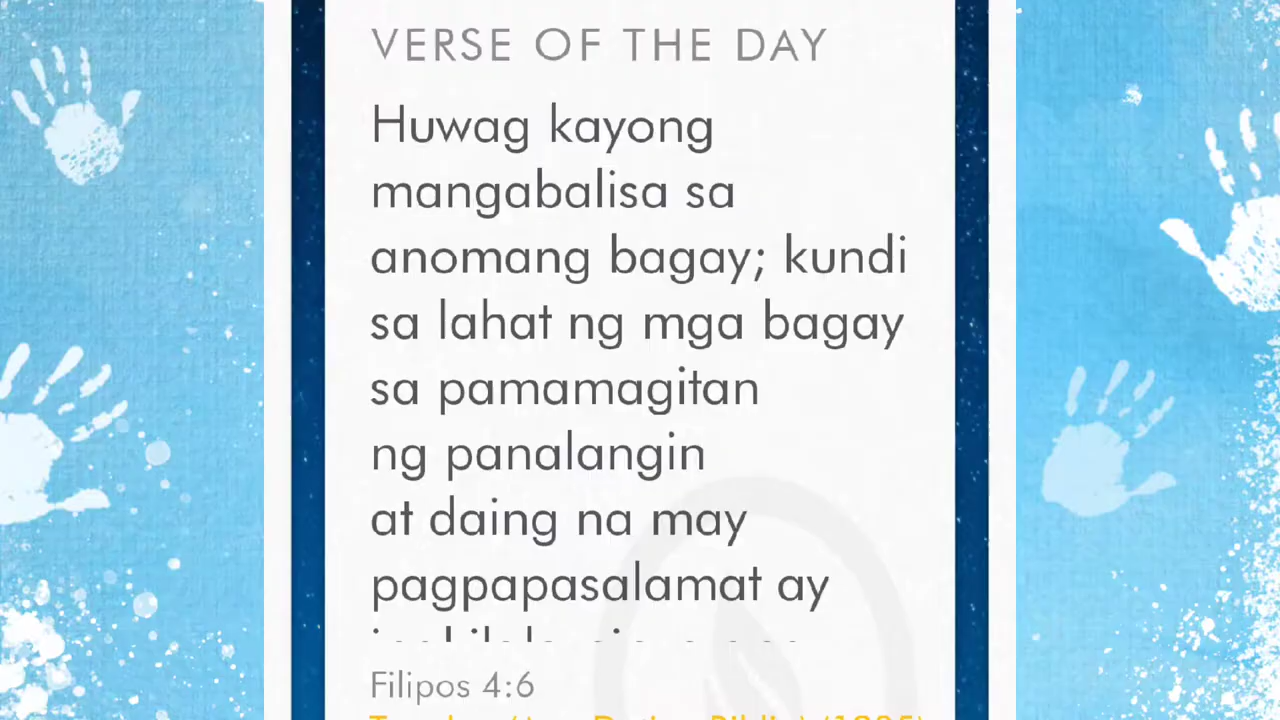 VERSE OF THE DAY
Huwag kayong
mangabalisa sa
anomang bagay; kundi
sa lahat ng mga bagay
sa pamamagitan
ng panalangin
at daing na may
pagpapasalamat ay
Filipos 4:6